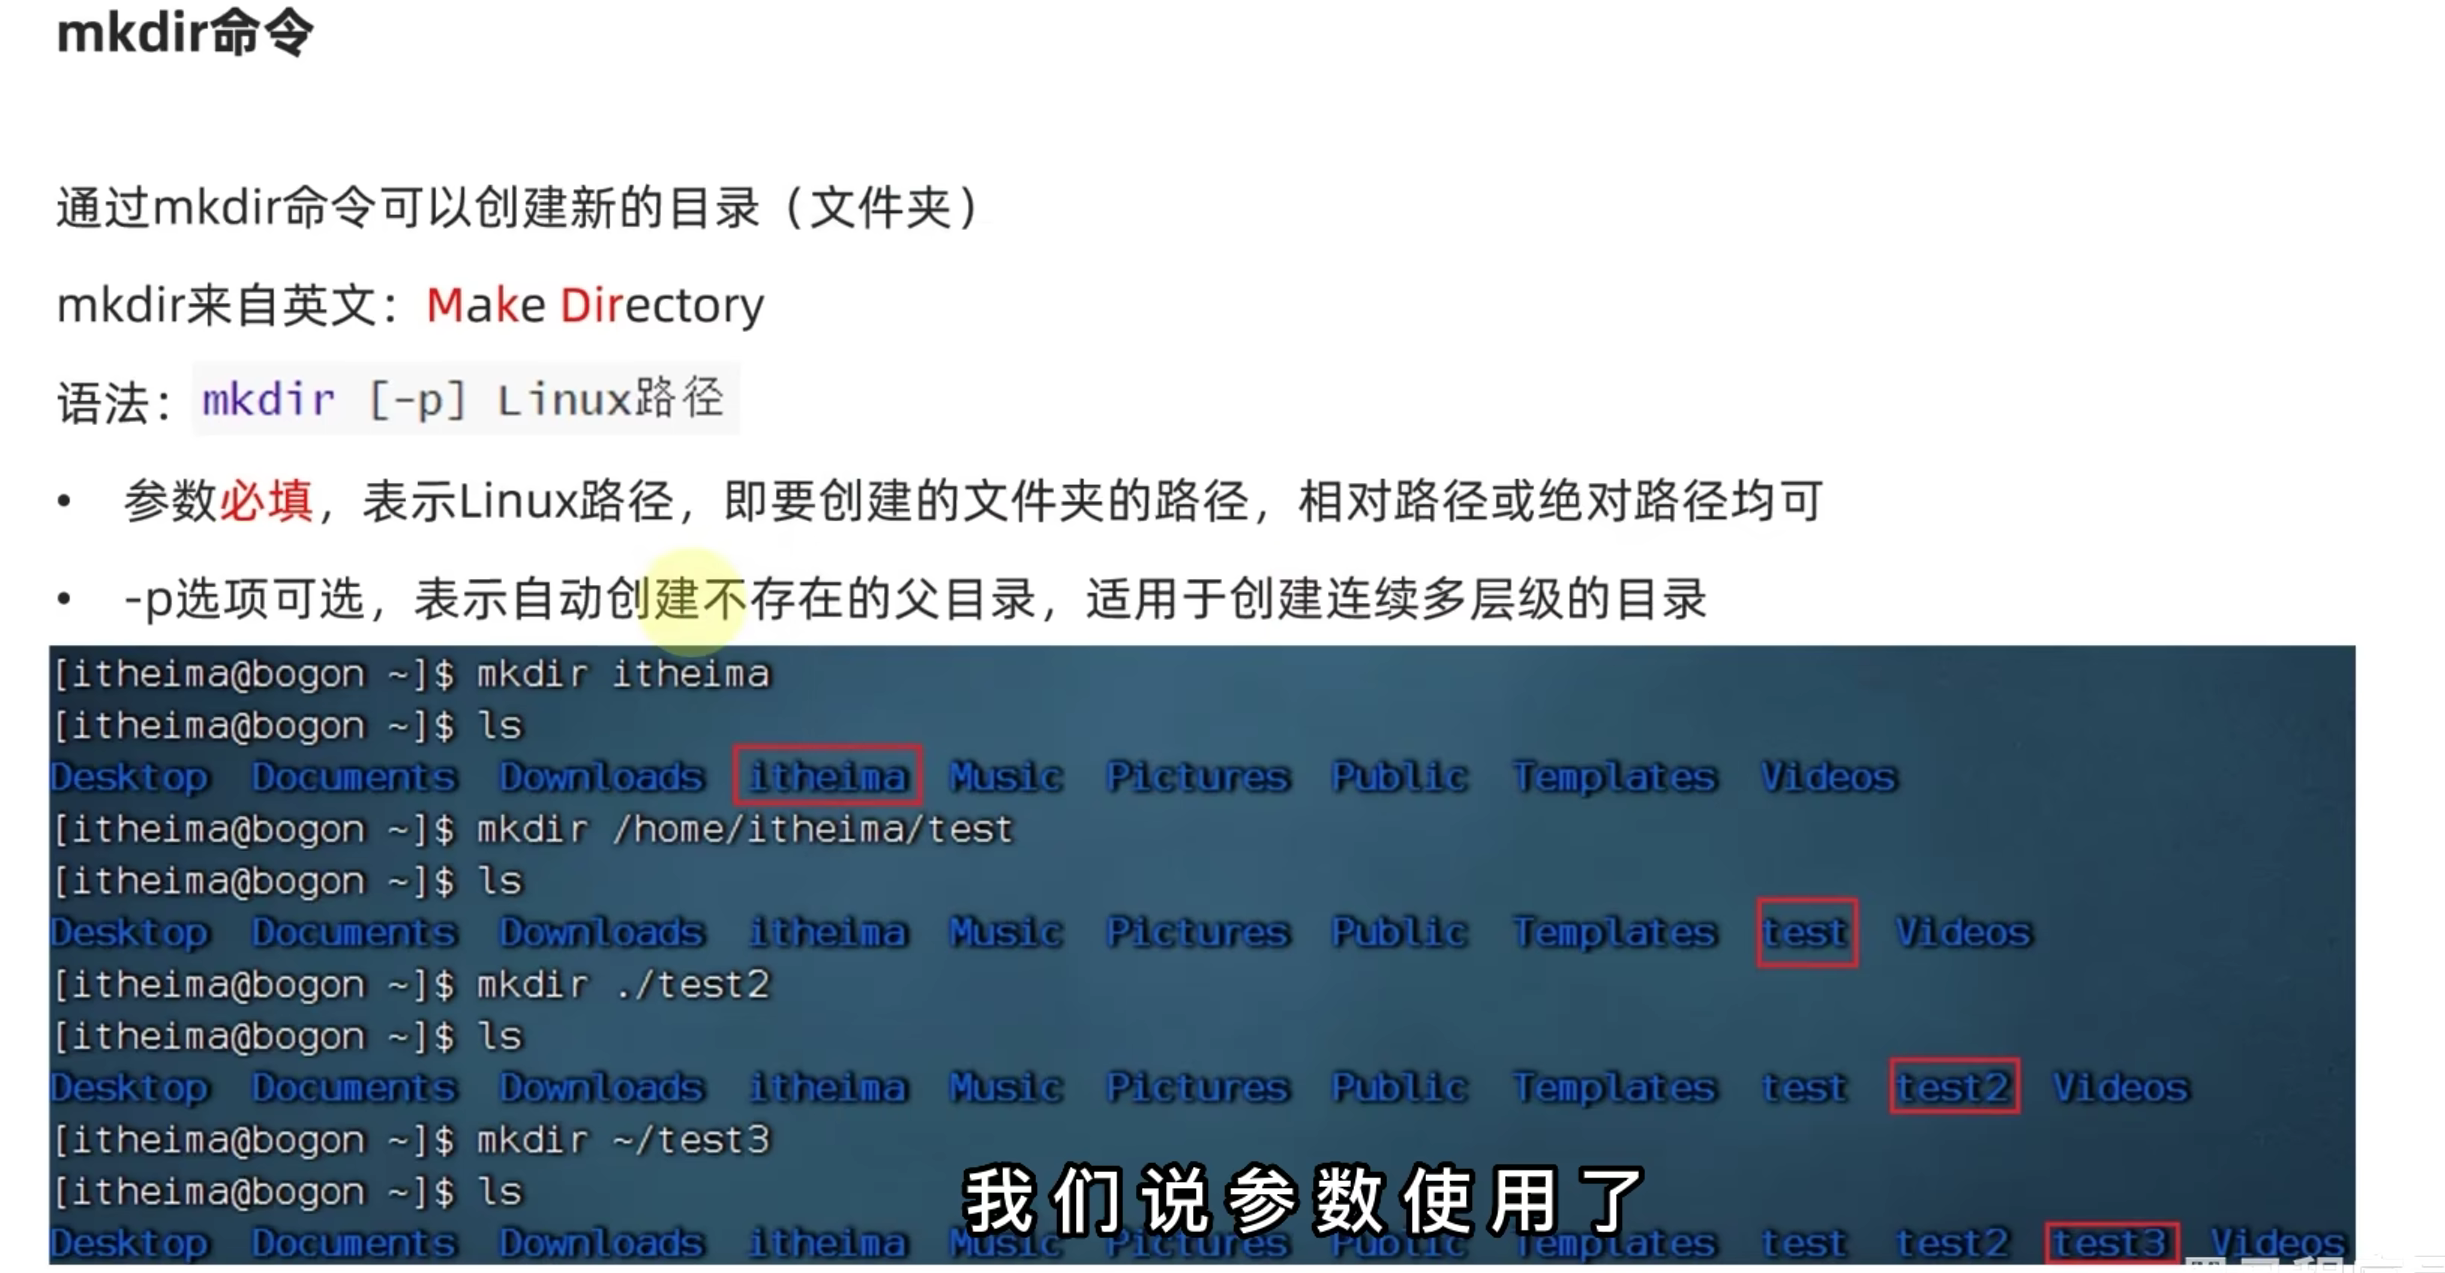 mkdir命令
通过mkdir命令可以创建新的目录（文件夹）
mkdir来自英文：Make Directory
语法：mkdir [-p] Linux路径
• 参数必填，表示Linux路径，即要创建的文件夹的路径，相对路径或绝对路径均可
• -p选项可选，表示自动创建不存在的父目录，适用于创建连续多层级的目录
[itheima@bogon ~]$ mkdir itheima
[itheima@bogon ~]$ ls
Desktop Documents Downloads itheima Music Pictures Public Templates Videos
[itheima@bogon ~]$ mkdir /home/itheima/test
[itheima@bogon ~]$ ls
Desktop Documents Downloads itheima Music Pictures Public Templates test Videos
[itheima@bogon ~]$ mkdir ./test2
[itheima@bogon ~]$ ls
Desktop Documents Downloads itheima Music Pictures Public Templates test test2 Videos
[itheima@bogon ~]$ mkdir ~/test3
[itheima@bogon ~]$ ls
我们说参数使用了
Desktop Documents Downloads itheima Music Pictures Public Templates test test2 test3 Videos